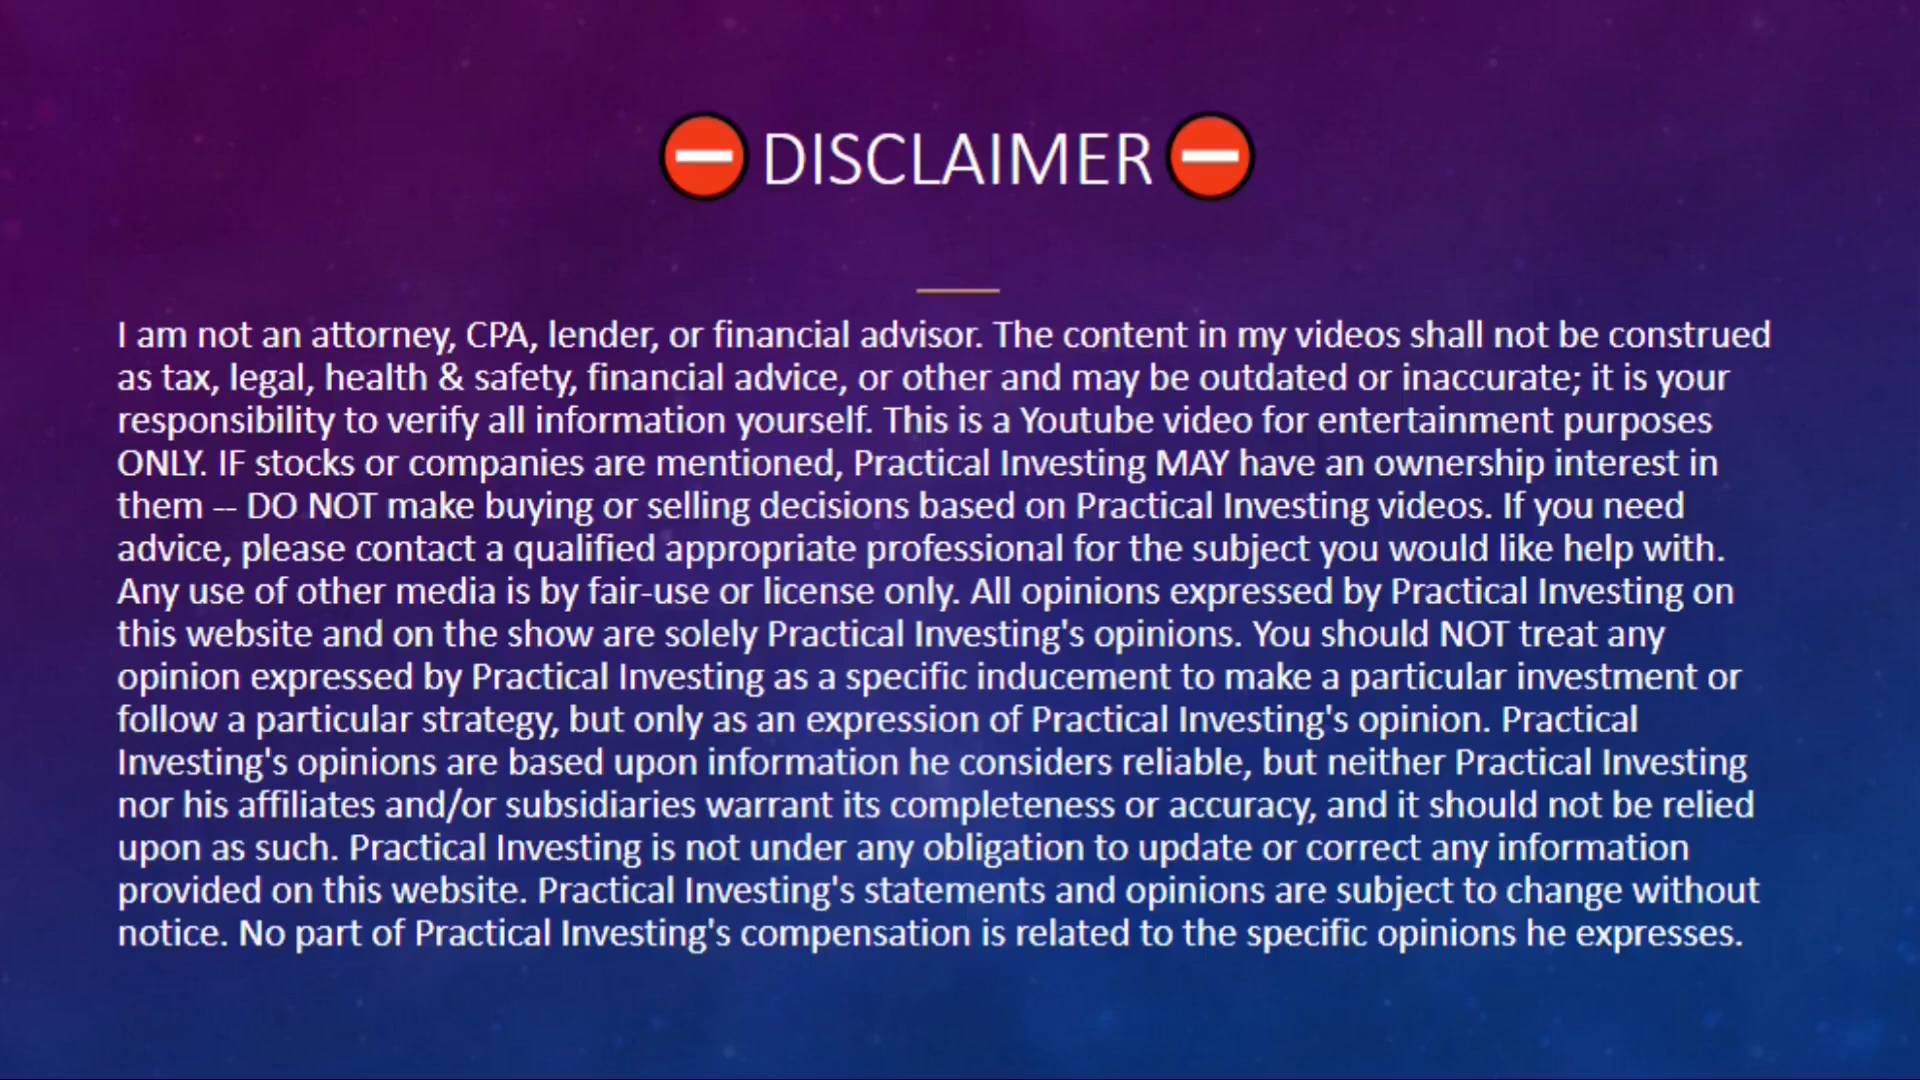 DISCLAIMER
I am not an attorney, CPA, lender, or financial advisor. The content in my videos shall not be construed
as tax, legal, health & safety, financial advice, or other and may be outdated or inaccurate; it is your
responsibility to verify all information yourself. This is a Youtube video for entertainment purposes
ONLY. IF stocks or companies are mentioned, Practical Investing MAY have an ownership interest in
them -- DO NOT make buying or selling decisions based on Practical Investing videos. If you need
advice, please contact a qualified appropriate professional for the subject you would like help with.
Any use of other media is by fair-use or license only. All opinions expressed by Practical Investing on
this website and on the show are solely Practical Investing's opinions. You should NOT treat any
opinion expressed by Practical Investing as a specific inducement to make a particular investment or
follow a particular strategy, but only as an expression of Practical Investing's opinion. Practical
Investing's opinions are based upon information he considers reliable, but neither Practical Investing
nor his affiliates and/or subsidiaries warrant its completeness or accuracy, and it should not be relied
upon as such. Practical Investing is not under any obligation to update or correct any information
provided on this website. Practical Investing's statements and opinions are subject to change without
notice. No part of Practical Investing's compensation is related to the specific opinions he expresses.